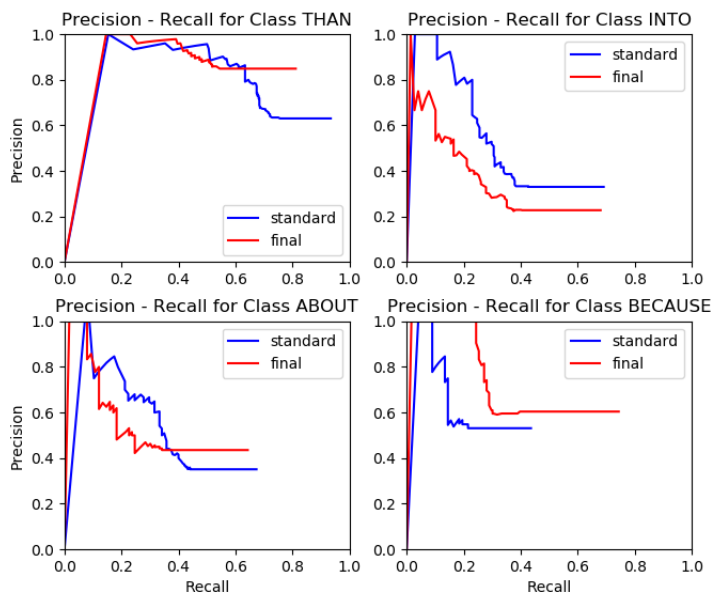 Precision - Recall for Class THAN
1.0
0.8
0.6
0.4
0.2
0.0
Precision
0.0 0.2 0.4 0.6 0.8 1.0
standard
final
Precision - Recall for Class INTO
1.0
0.8
0.6
0.4
0.2
0.0
0.0 0.2 0.4 0.6 0.8 1.0
standard
final
Precision - Recall for Class ABOUT
1.0
0.8
0.6
0.4
0.2
0.0
Precision
0.0 0.2 0.4 0.6 0.8 1.0
Recall
standard
final
Precision - Recall for Class BECAUSE
1.0
0.8
0.6
0.4
0.2
0.0
0.0 0.2 0.4 0.6 0.8 1.0
Recall
standard
final